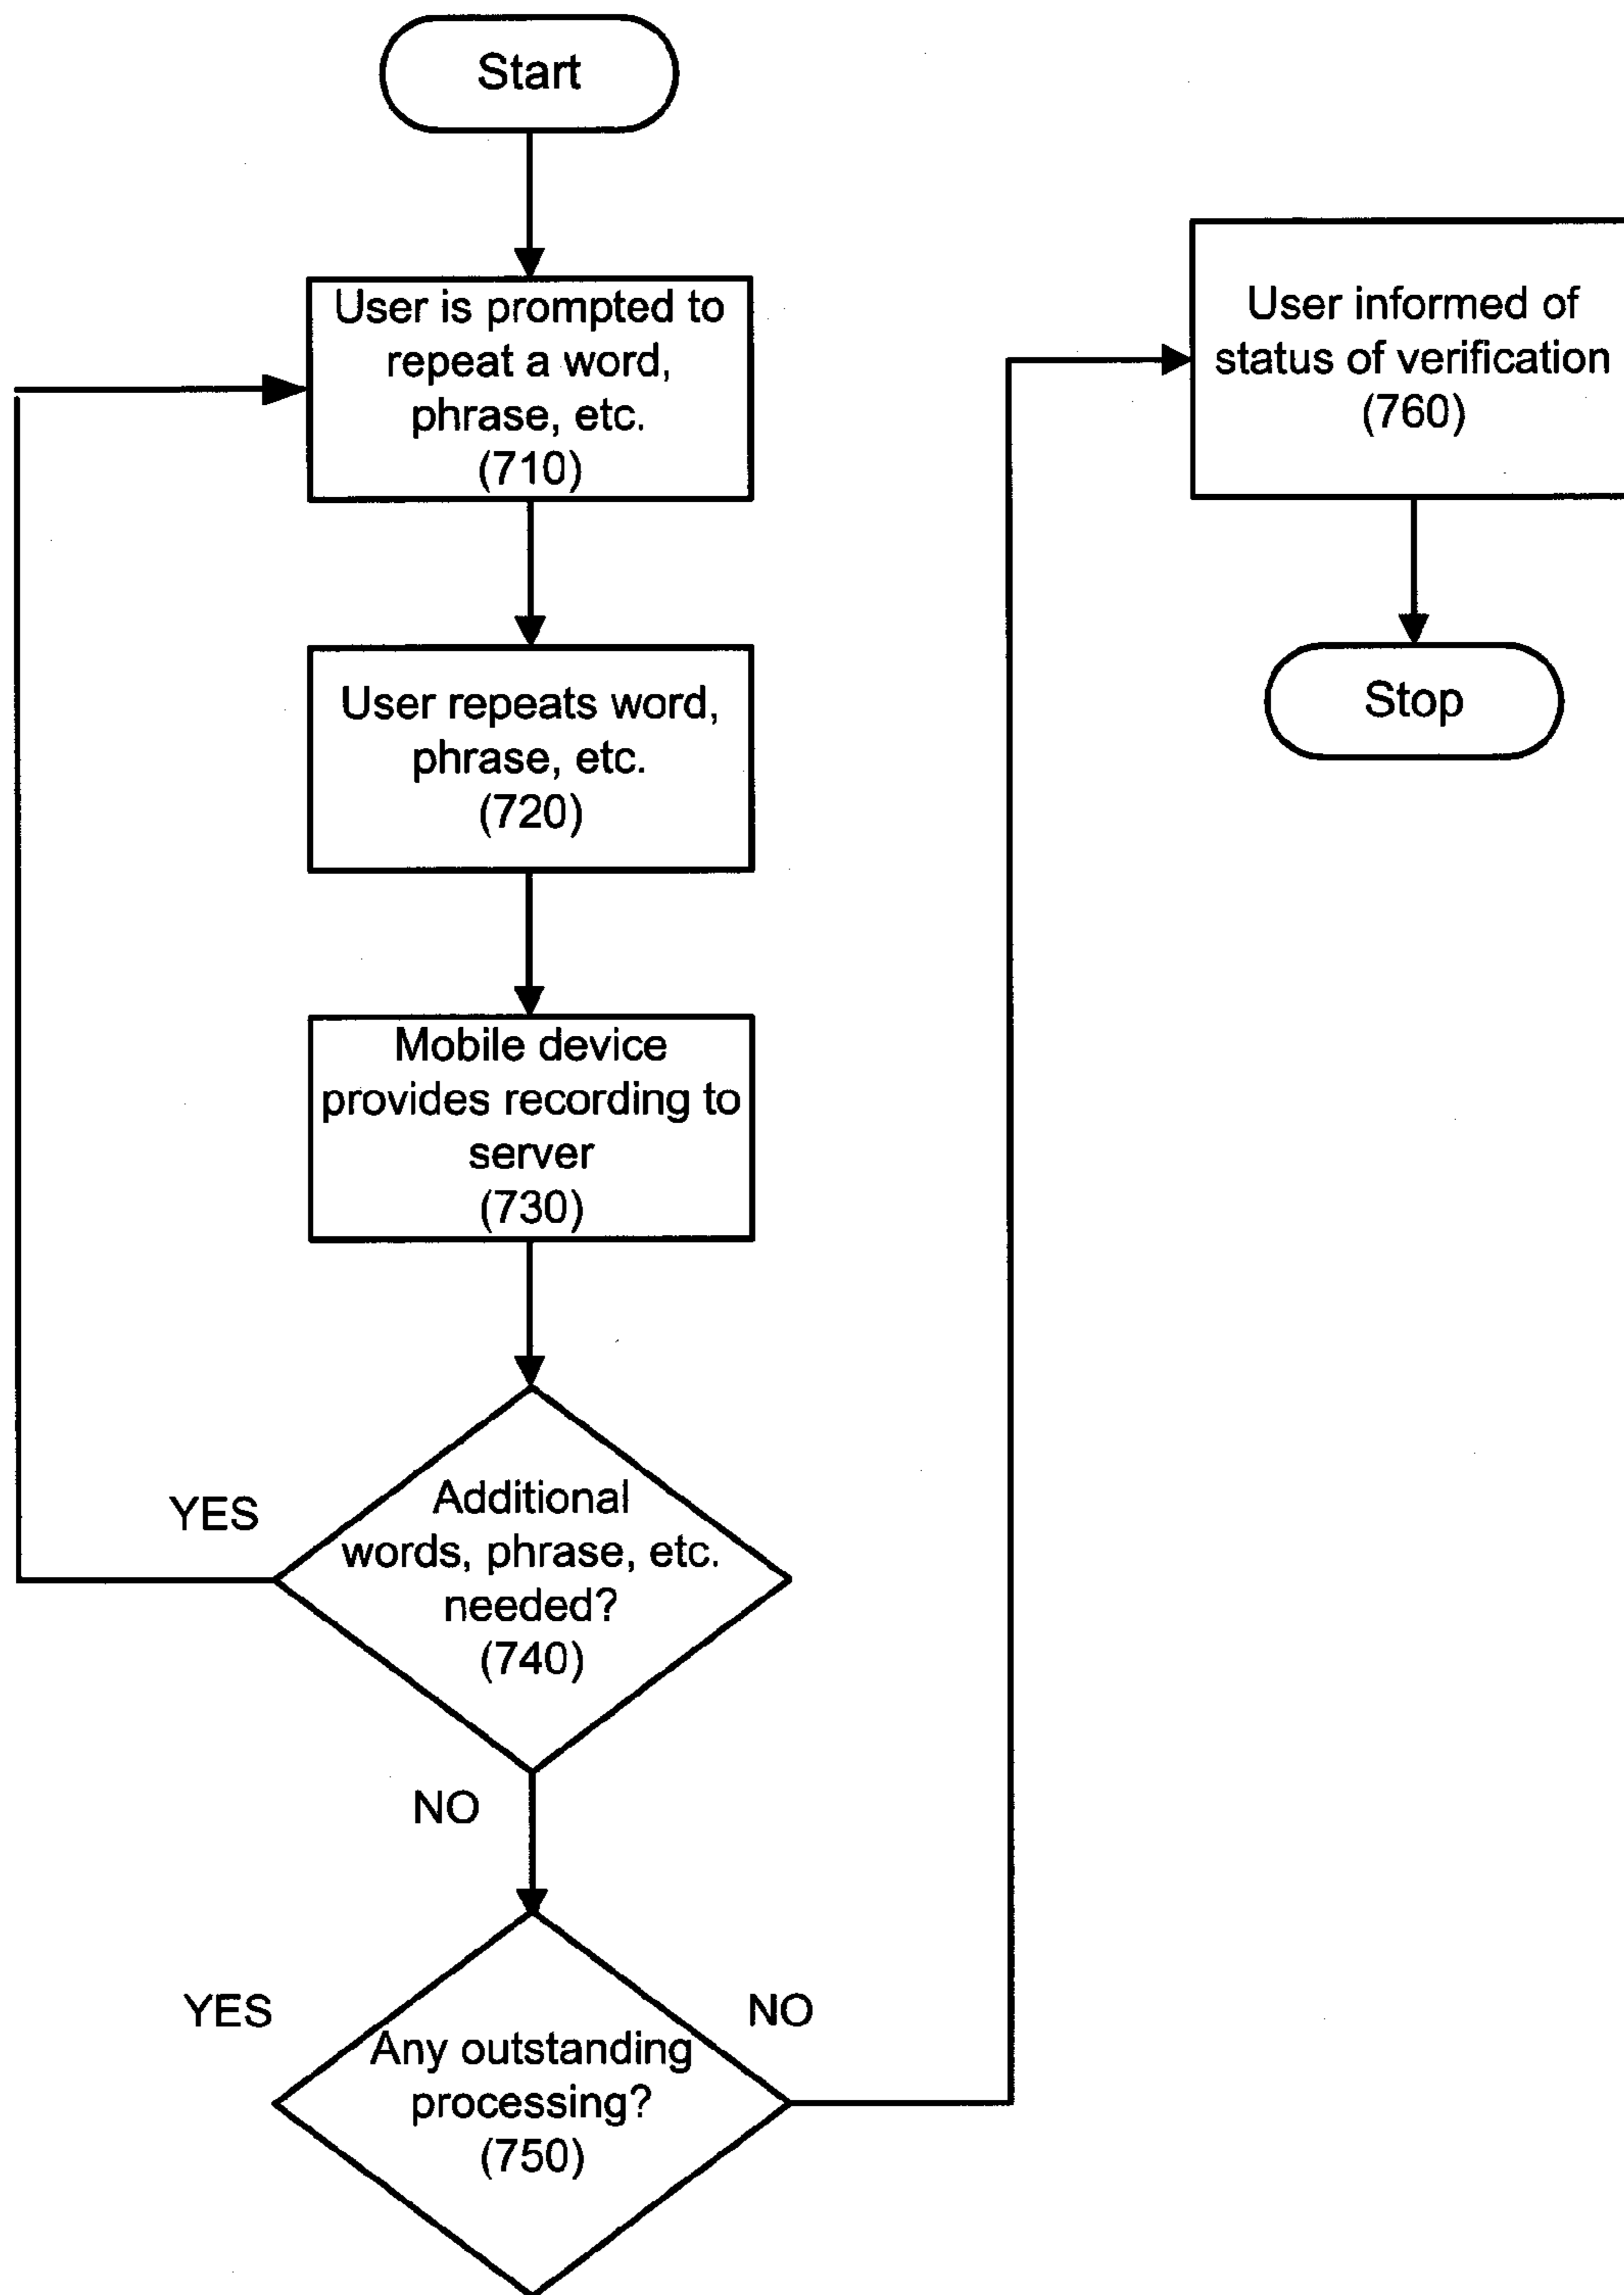 Start
User is prompted to
repeat a word,
phrase, etc.
(710)
User repeats word,
phrase, etc.
(720)
Mobile device
provides recording to
server
(730)
YES
Additional
words, phrase, etc.
needed?
(740)
NO
YES
NO
Any outstanding
processing?
(750)
User informed of
status of verification
(760)
Stop